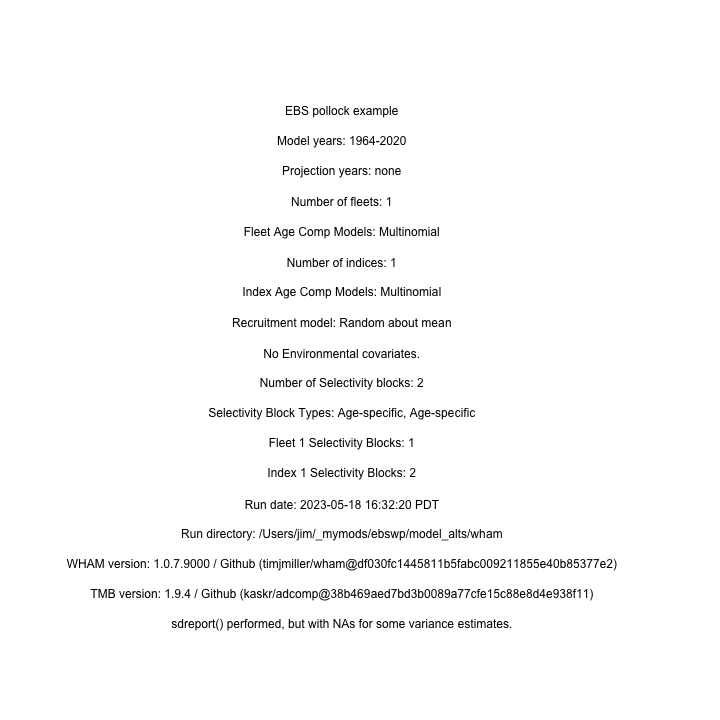 EBS pollock example
Model years: 1964-2020
Projection years: none
Number of fleets: 1
Fleet Age Comp Models: Multinomial
Number of indices: 1
Index Age Comp Models: Multinomial
Recruitment model: Random about mean
No Environmental covariates.
Number of Selectivity blocks: 2
Selectivity Block Types: Age-specific, Age-specific
Fleet 1 Selectivity Blocks: 1
Index 1 Selectivity Blocks: 2
Run date: 2023-05-18 16:32:20 PDT
Run directory: /Users/jim/_mymods/ebswp/model_alts/wham
WHAM version: 1.0.7.9000 / Github (timjmiller/wham@df030fc1445811b5fabc009211855e40b85377e2)
TMB version: 1.9.4 / Github (kaskr/adcomp@38b469aed7bd3b0089a77cfe15c88e8d4e938f11)
sdreport() performed, but with NAs for some variance estimates.